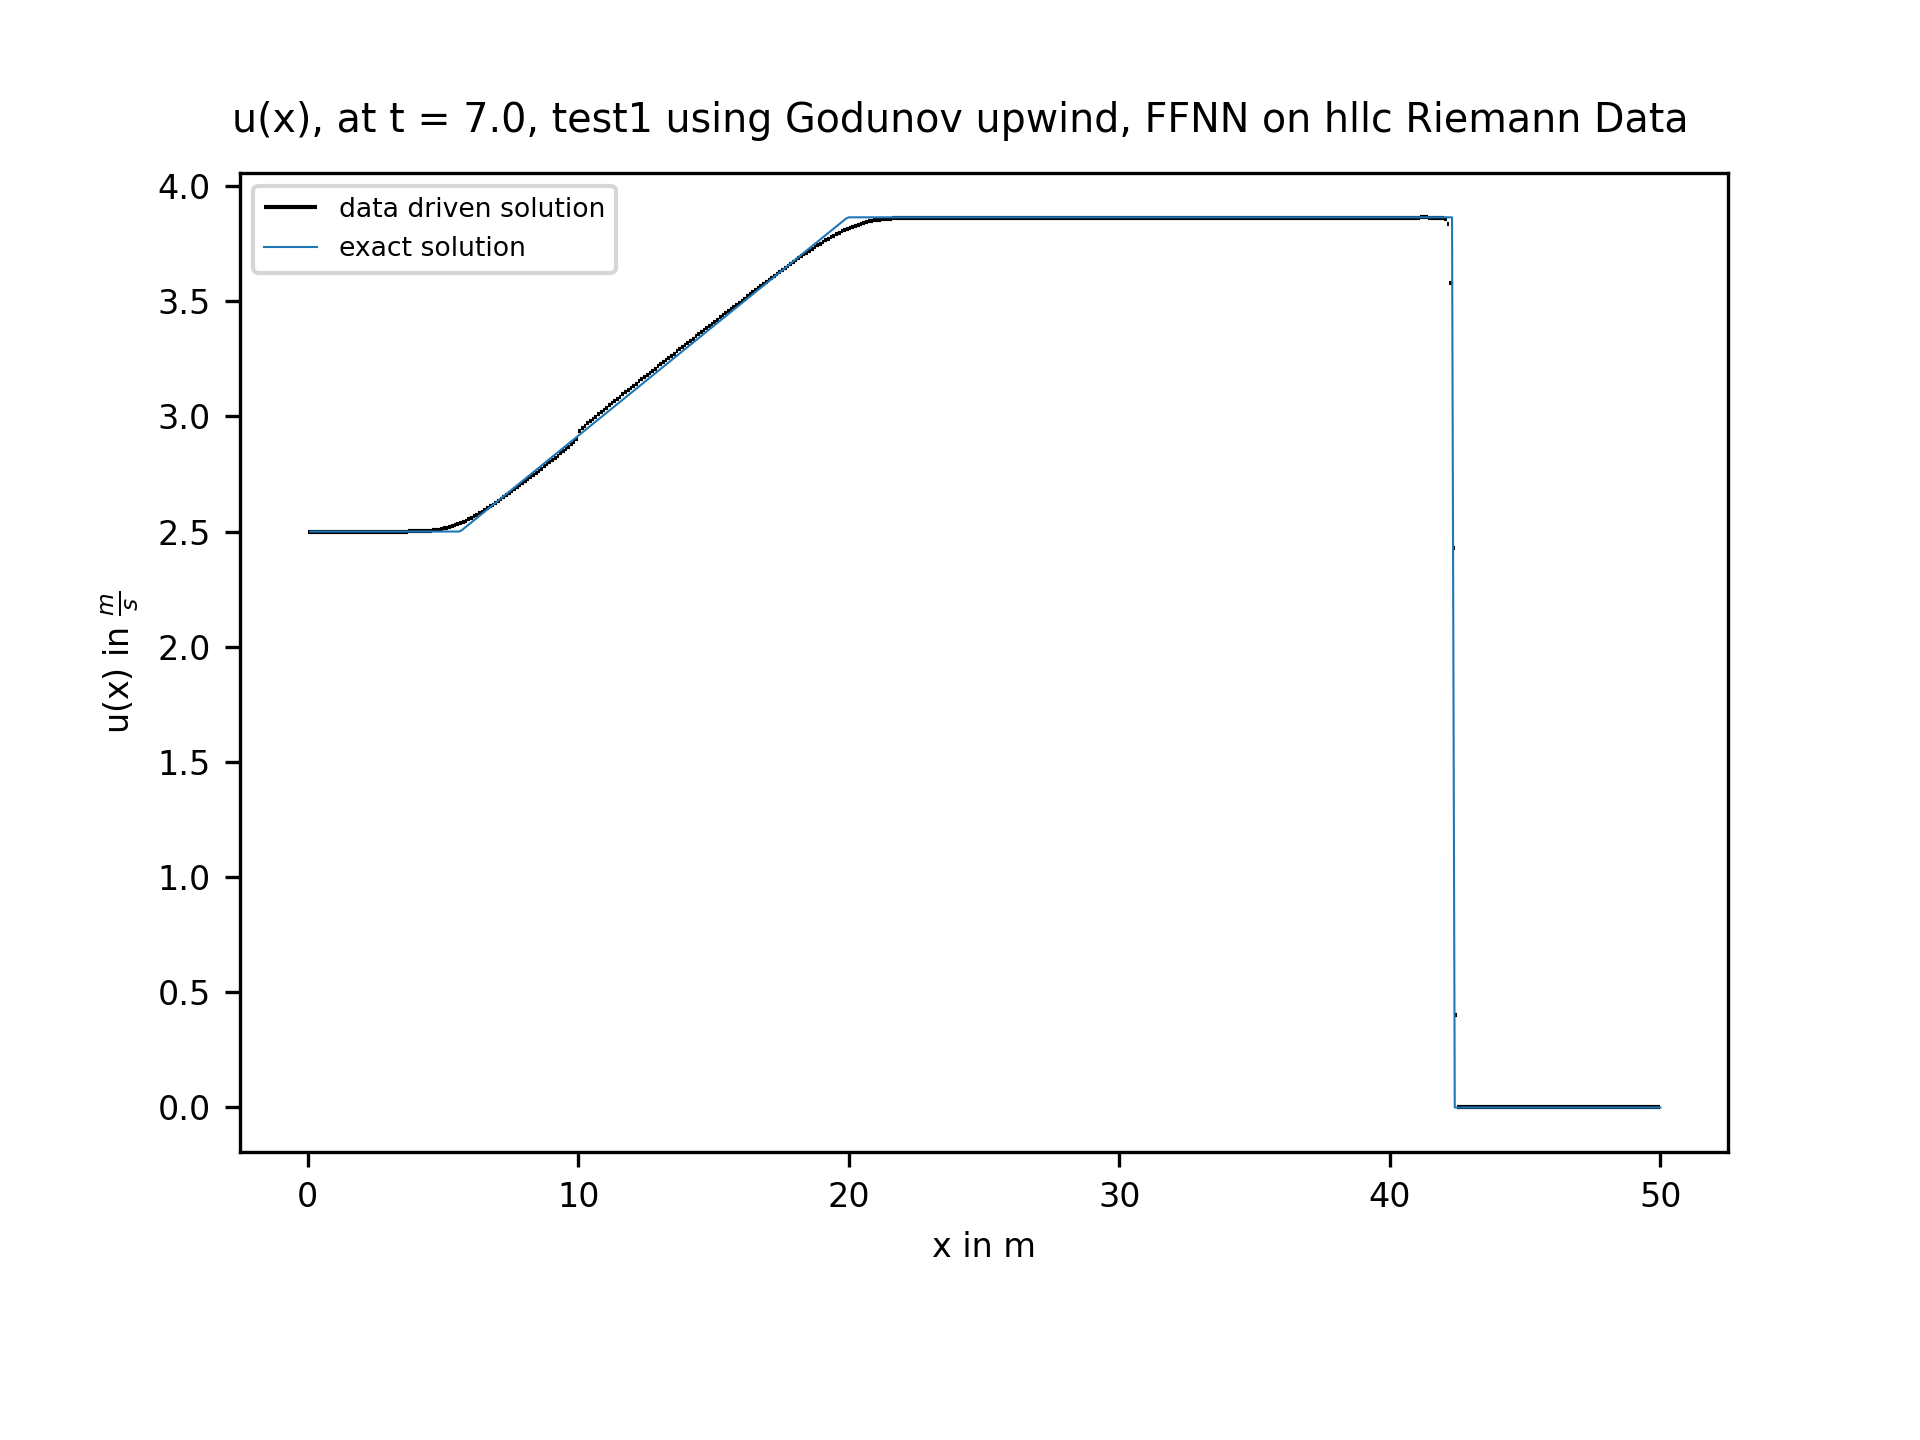 u(x), at t = 7.0, test1 using Godunov upwind, FFNN on hllc Riemann Data
data driven solution
exact solution
4.0
3.5
3.0
2.5
2.0
1.5
1.0
0.5
0.0
u(x) in m/s
0 10 20 30 40 50
x in m